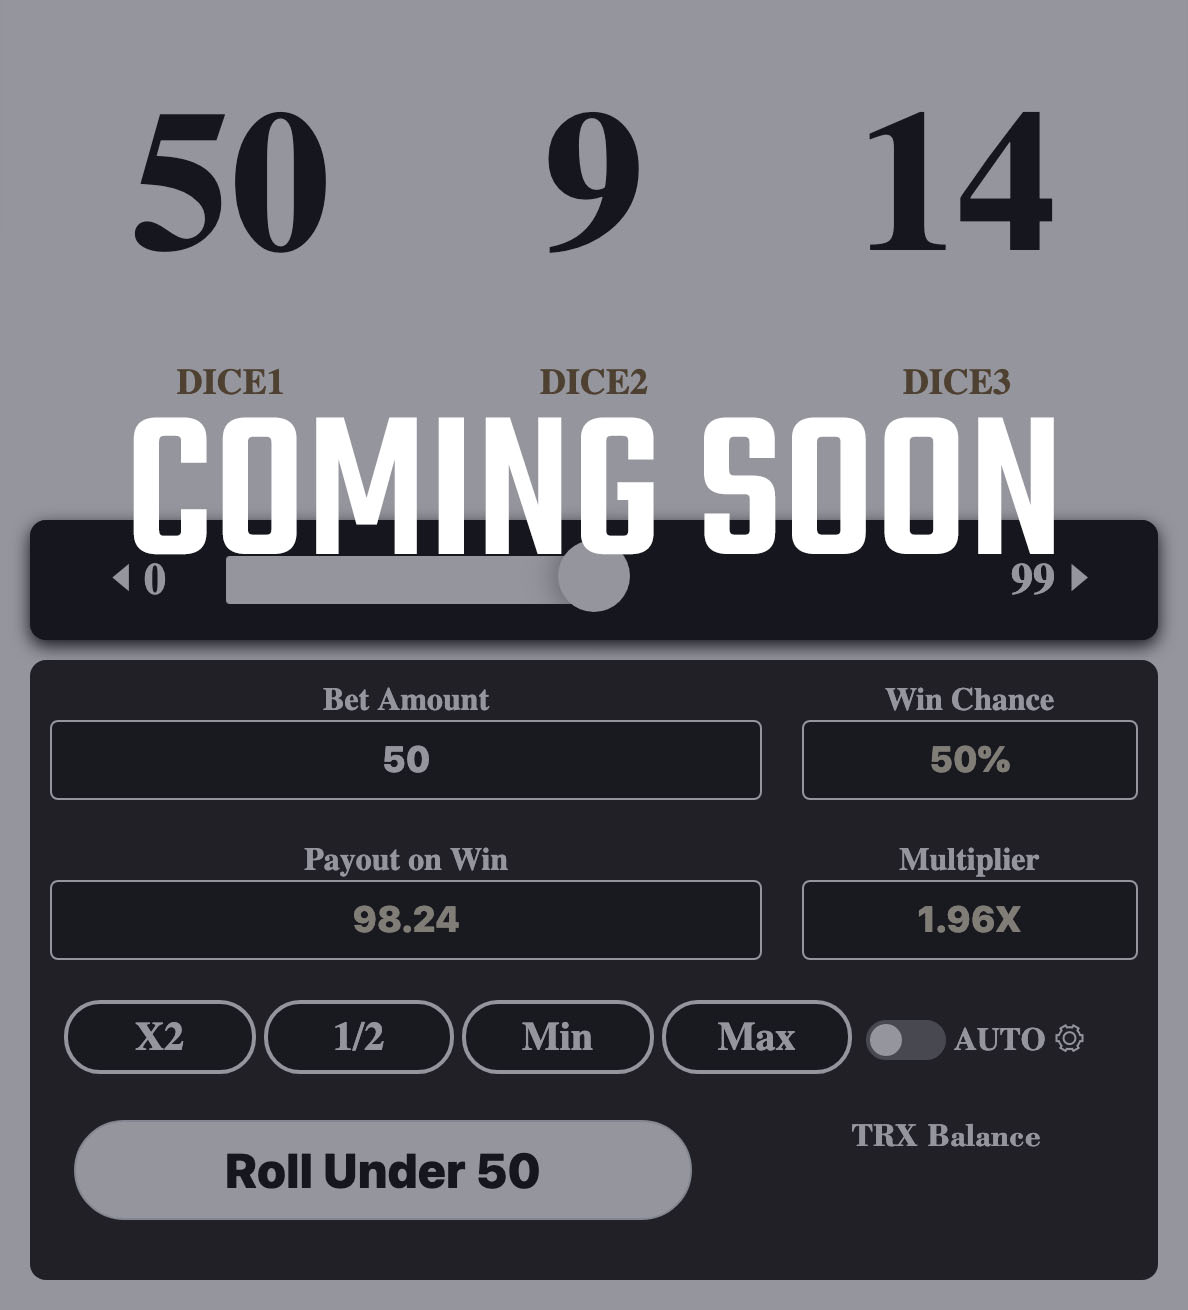 50 9 14
DICE1 DICE2 DICE3
COMING SOON
0 99
Bet Amount Win Chance
50 50%
Payout on Win Multiplier
98.24 1.96X
X2 1/2 Min Max AUTO
TRX Balance
Roll Under 50